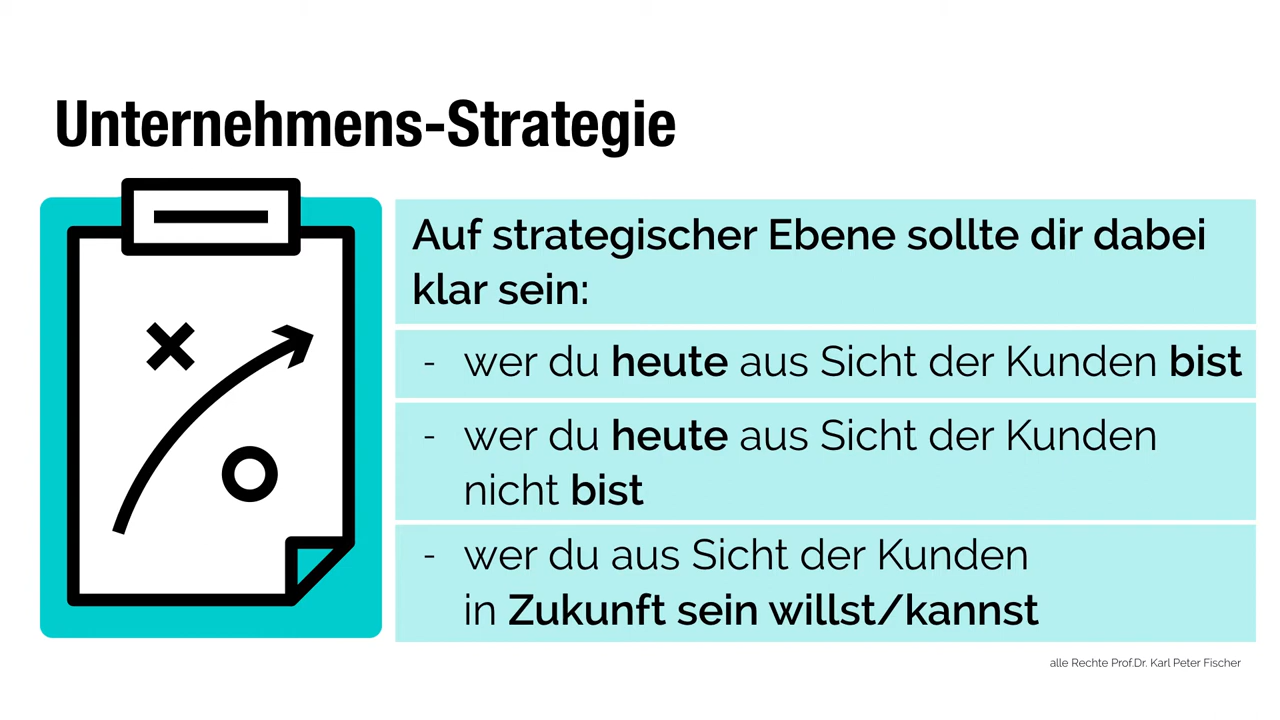 Unternehmens-Strategie
Auf strategischer Ebene sollte dir dabei
klar sein:
- wer du heute aus Sicht der Kunden bist
- wer du heute aus Sicht der Kunden
nicht bist
- wer du aus Sicht der Kunden
in Zukunft sein willst/kannst
alle Rechte Prof.Dr. Karl Peter Fischer